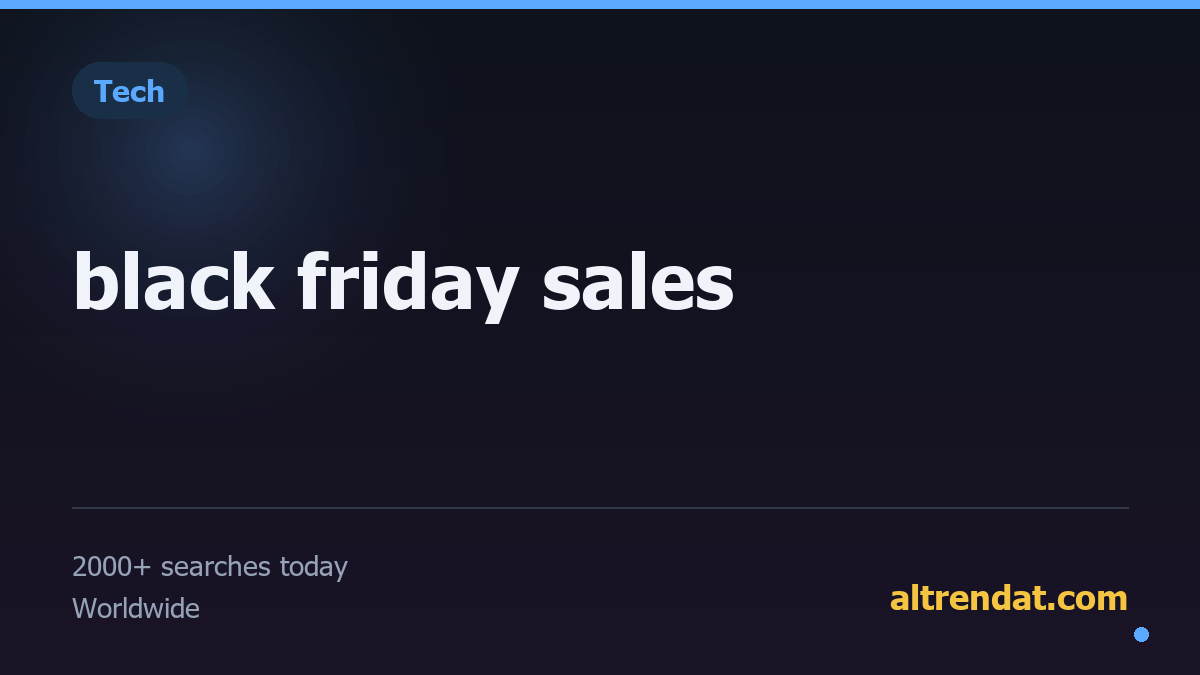 Tech
black friday sales
2000+ searches today
Worldwide
altrendat.com